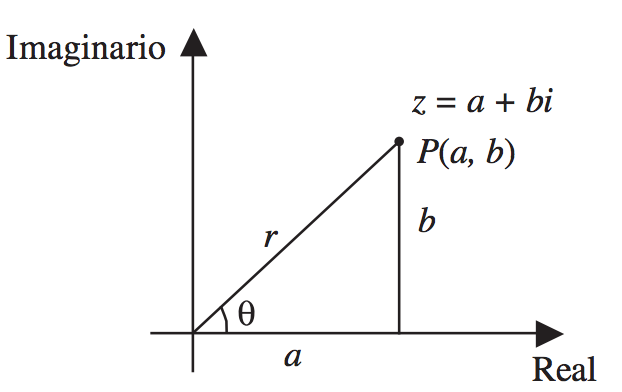 Imaginario
z = a + bi
P(a, b)
b
r
θ
a
Real